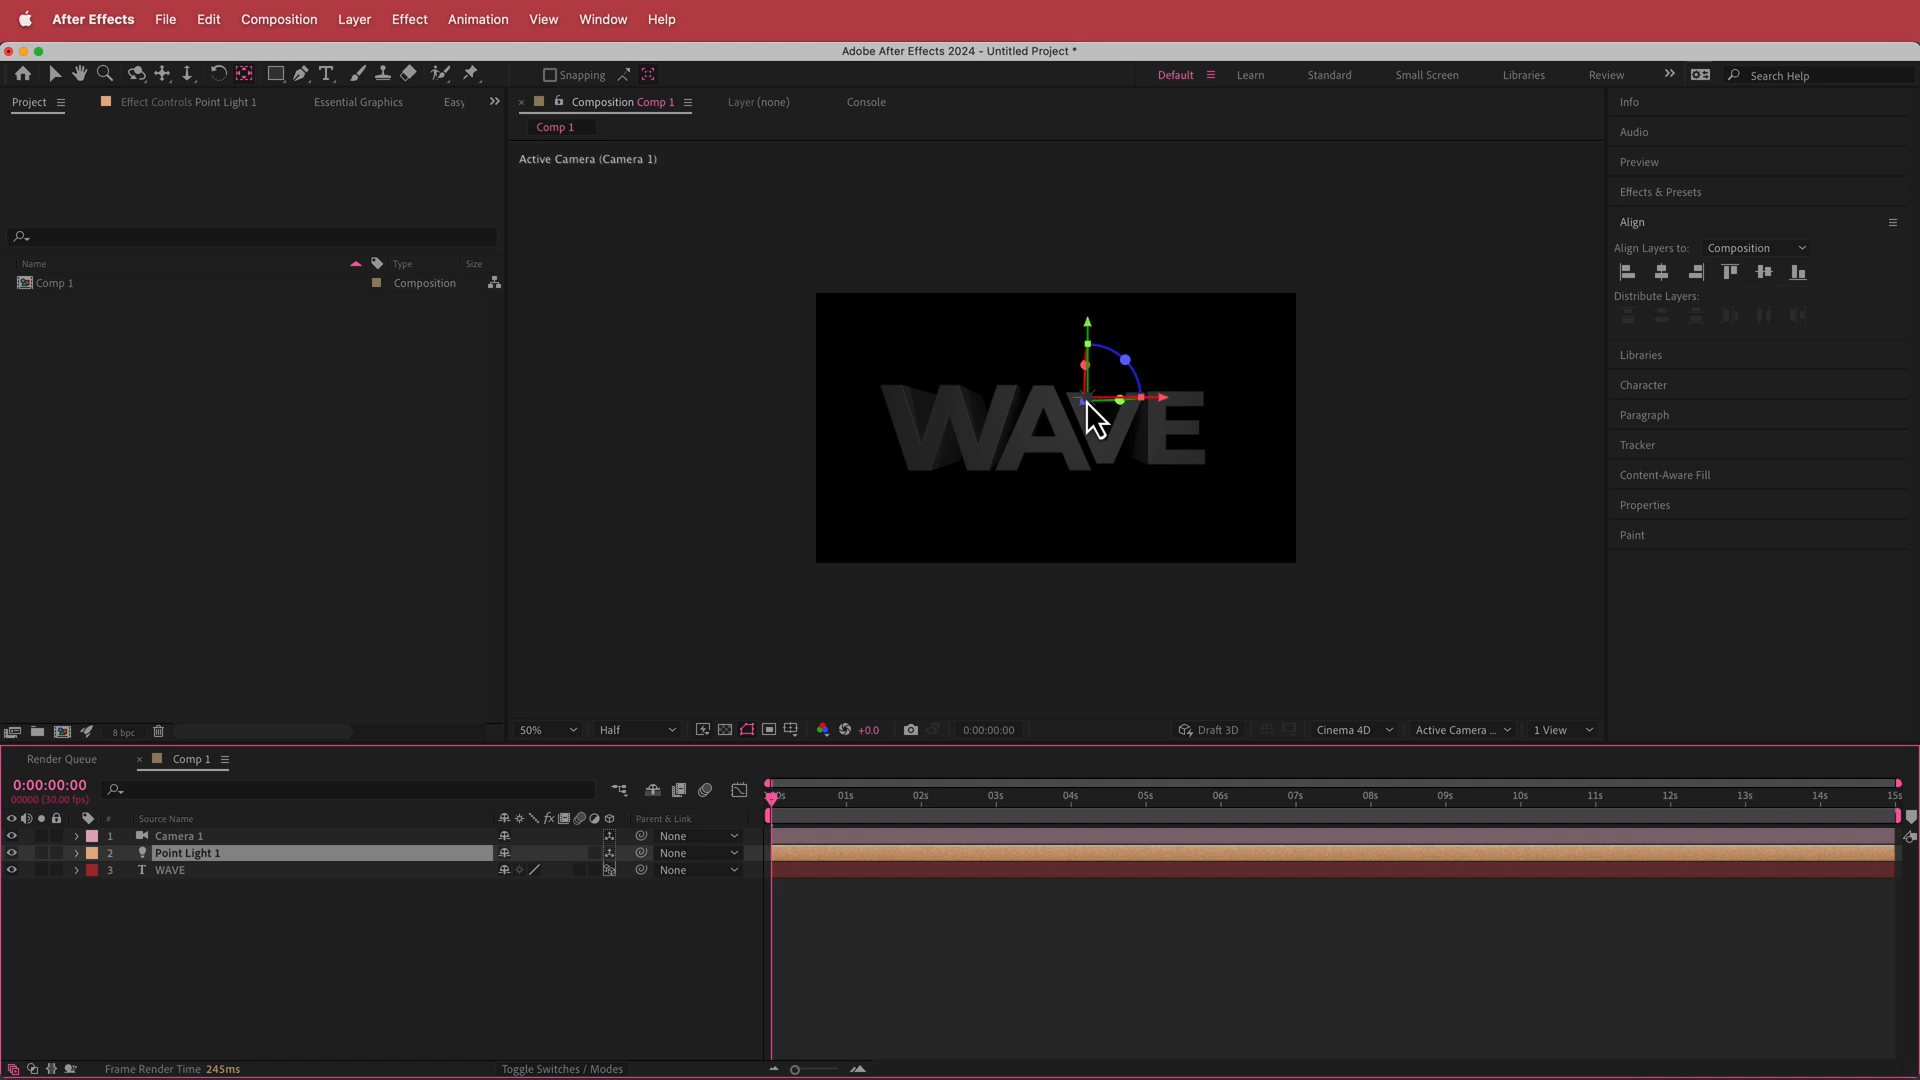 After Effects File Edit Composition Layer Effect Animation View Window Help
Adobe After Effects 2024 - Untitled Project *
Snapping Default Learn Standard Small Screen Libraries Review Search Help
Project Effect Controls Point Light 1 Essential Graphics Easy
Composition Comp 1 Layer (none) Console
Comp 1
Active Camera (Camera 1)
Name Type Size
Comp 1 Composition
WAVE
Info
Audio
Preview
Effects & Presets
Align
Align Layers to: Composition
Distribute Layers:
Libraries
Character
Paragraph
Tracker
Content-Aware Fill
Properties
Paint
8 bpc
50% Half +0.0 0:00:00:00 Draft 3D Cinema 4D Active Camera ... 1 View
Render Queue Comp 1
0:00:00:00
00000 (30.00 fps)
01s 02s 03s 04s 05s 06s 07s 08s 09s 10s 11s 12s 13s 14s 15s
# Source Name Parent & Link
1 Camera 1 None
2 Point Light 1 None
3 T WAVE None
Frame Render Time 245ms Toggle Switches / Modes